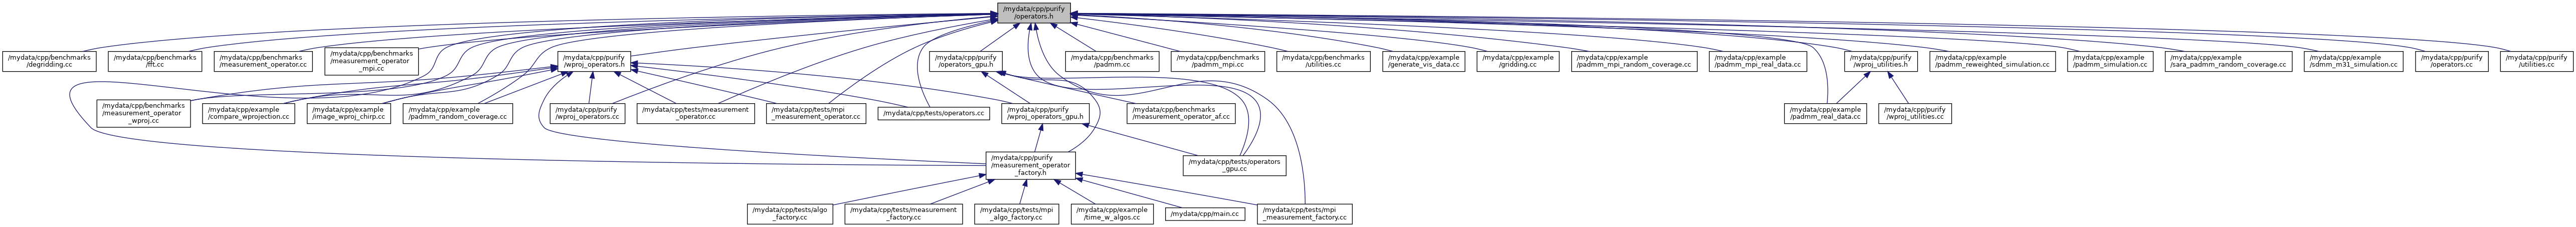 /mydata/cpp/purify
/operators.h
/mydata/cpp/benchmarks
/degridding.cc
/mydata/cpp/benchmarks
/fft.cc
/mydata/cpp/benchmarks
/measurement_operator.cc
/mydata/cpp/benchmarks
/measurement_operator
_mpi.cc
/mydata/cpp/purify
/wproj_operators.h
/mydata/cpp/purify
/operators_gpu.h
/mydata/cpp/benchmarks
/padmm.cc
/mydata/cpp/benchmarks
/padmm_mpi.cc
/mydata/cpp/benchmarks
/utilities.cc
/mydata/cpp/example
/generate_vis_data.cc
/mydata/cpp/example
/gridding.cc
/mydata/cpp/example
/padmm_mpi_random_coverage.cc
/mydata/cpp/example
/padmm_mpi_real_data.cc
/mydata/cpp/purify
/wproj_utilities.h
/mydata/cpp/example
/padmm_reweighted_simulation.cc
/mydata/cpp/example
/padmm_simulation.cc
/mydata/cpp/example
/sara_padmm_random_coverage.cc
/mydata/cpp/example
/sdmm_m31_simulation.cc
/mydata/cpp/purify
/operators.cc
/mydata/cpp/purify
/utilities.cc
/mydata/cpp/benchmarks
/measurement_operator
_wproj.cc
/mydata/cpp/example
/compare_wprojection.cc
/mydata/cpp/example
/image_wproj_chirp.cc
/mydata/cpp/example
/padmm_random_coverage.cc
/mydata/cpp/purify
/wproj_operators.cc
/mydata/cpp/tests/measurement
_operator.cc
/mydata/cpp/tests/mpi
_measurement_operator.cc
/mydata/cpp/tests/operators.cc
/mydata/cpp/purify
/wproj_operators_gpu.h
/mydata/cpp/benchmarks
/measurement_operator_af.cc
/mydata/cpp/example
/padmm_real_data.cc
/mydata/cpp/purify
/wproj_utilities.cc
/mydata/cpp/purify
/measurement_operator
_factory.h
/mydata/cpp/tests/operators
_gpu.cc
/mydata/cpp/tests/algo
_factory.cc
/mydata/cpp/tests/measurement
_factory.cc
/mydata/cpp/tests/mpi
_algo_factory.cc
/mydata/cpp/example
/time_w_algos.cc
/mydata/cpp/main.cc
/mydata/cpp/tests/mpi
_measurement_factory.cc